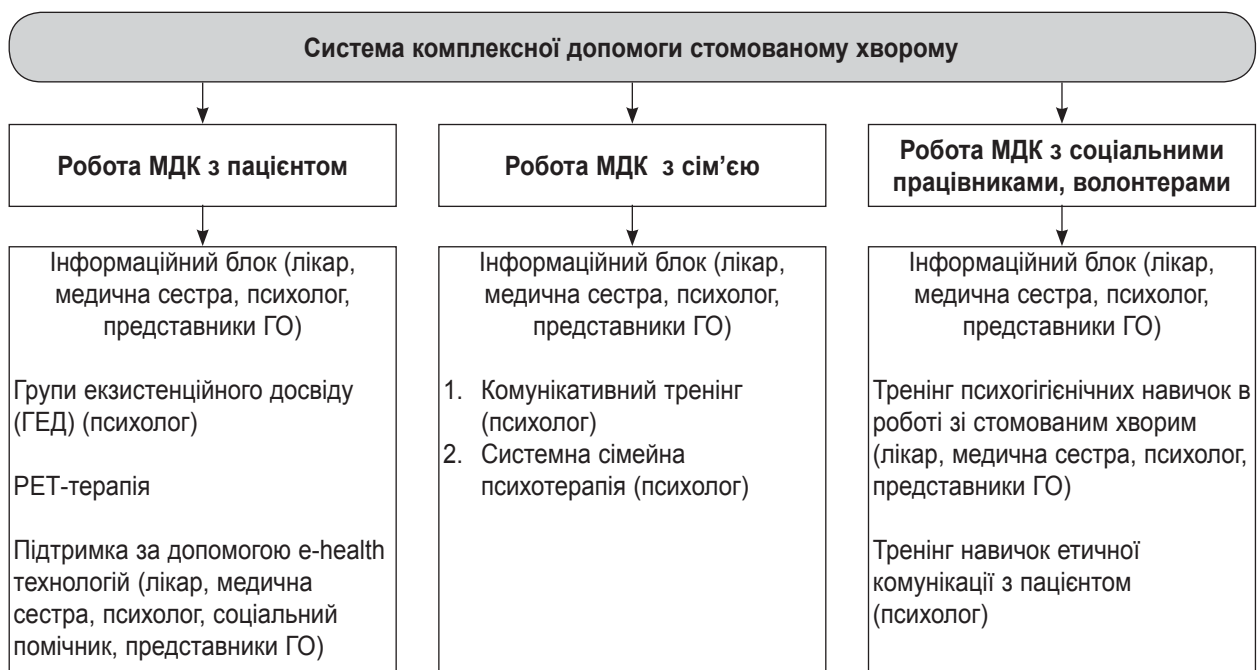 Система комплексної допомоги стомованому хворому
Робота МДК з пацієнтом
Інформаційний блок (лікар,
медична сестра, психолог,
представники ГО)
Групи екзистенційного досвіду
(ГЕД) (психолог)
РЕТ-терапія
Підтримка за допомогою e-health
технологій (лікар, медична
сестра, психолог, соціальний
помічник, представники ГО)
Робота МДК з сім’єю
Інформаційний блок (лікар,
медична сестра, психолог,
представники ГО)
1. Комунікативний тренінг
(психолог)
2. Системна сімейна
психотерапія (психолог)
Робота МДК з соціальними
працівниками, волонтерами
Інформаційний блок (лікар,
медична сестра, психолог,
представники ГО)
Тренінг психогігієнічних навичок в
роботі зі стомованим хворим
(лікар, медична сестра, психолог,
представники ГО)
Тренінг навичок етичної
комунікації з пацієнтом
(психолог)